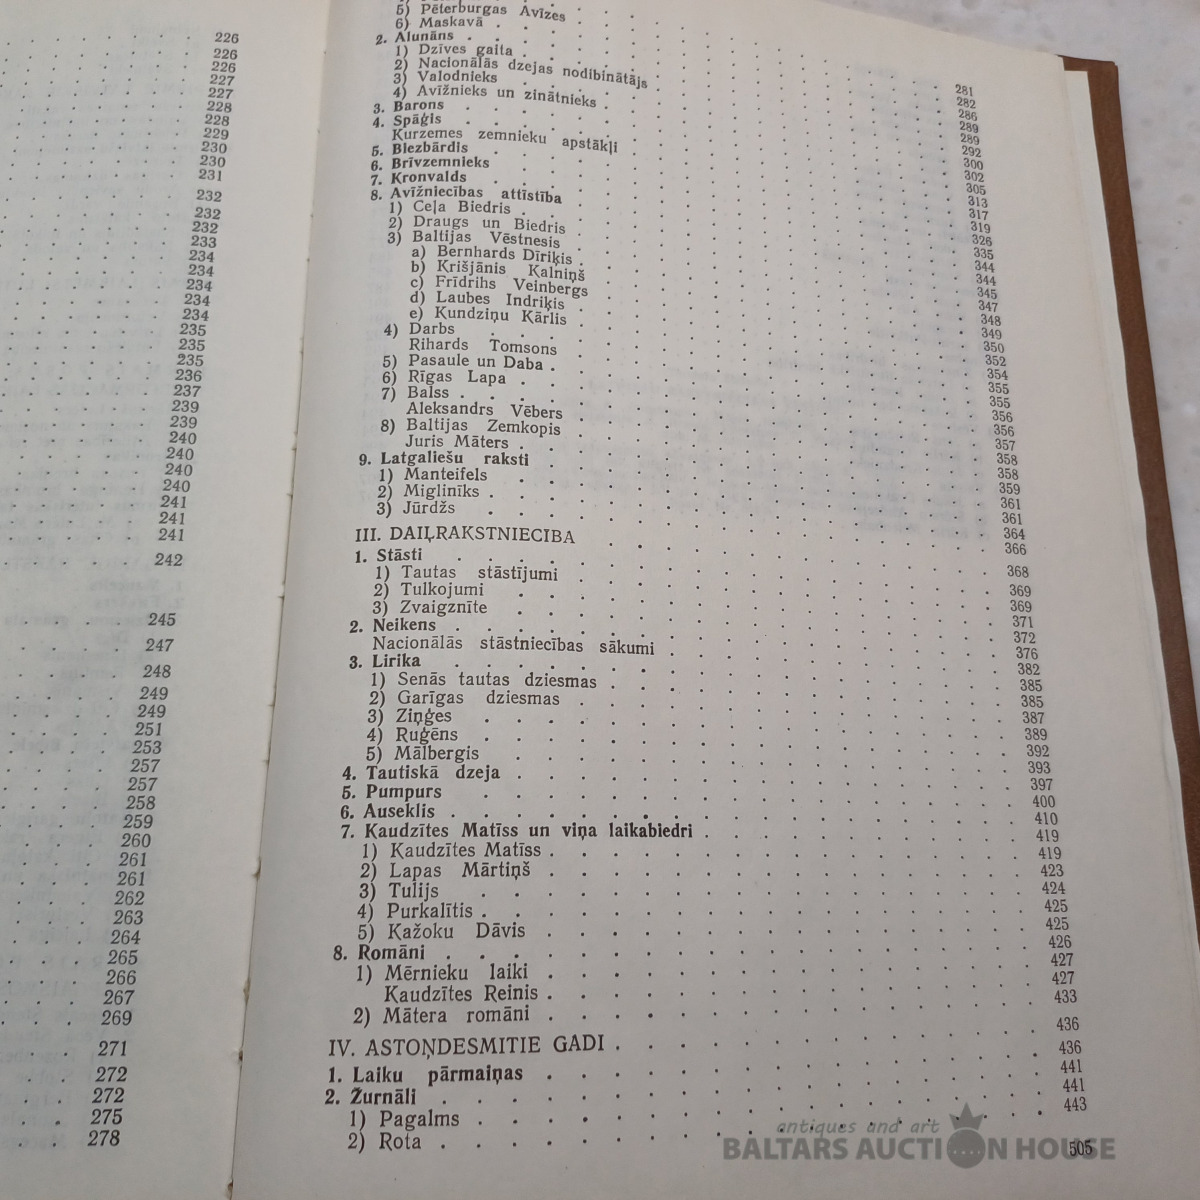 226
226
226
227
227
228
228
229
230
230
231
232
232
232
233
234
234
234
234
234
235
235
235
236
237
239
239
240
240
240
240
241
241
241
242
245
247
248
249
249
251
253
257
257
258
259
260
261
261
262
263
264
265
266
267
269
271
272
272
275
278
281
5) Pēterburgas Avīzes 282
6) Maskavā . 286
2. Alunāns . 289
1) Dzīves gaita . 289
2) Nacionālās dzejas nodibinātājs 292
3) Valodnieks 300
4) Avīžnieks un zinātnieks 302
3. Barons 305
4. Spāģis 313
Kurzemes zemnieku apstākļi 317
5. Blezbārdis 319
6. Brīvzemnieks 326
7. Kronvalds 335
8. Avīžniecības attīstība 344
1) Ceļa Biedris . 344
2) Draugs un Biedris 345
3) Baltijas Vēstnesis 347
a) Bernhards Dīriķis 348
b) Krišjānis Kalniņš 349
c) Frīdrihs Veinbergs 350
d) Laubes Indriķis 352
e) Kundziņu Kārlis 354
4) Darbs 355
Rihards Tomsons 355
5) Pasaule un Daba . 356
6) Rīgas Lapa . 356
7) Balss . 357
Aleksandrs Vēbers 358
8) Baltijas Zemkopis 358
Juris Māters . 359
9. Latgaliešu raksti 361
1) Manteifels 361
2) Miglinīks . 364
3) Jūrdžs 366
III. DAIĻRAKSTNIECĪBA 368
1. Stāsti 369
1) Tautas stāstījumi 369
2) Tulkojumi 371
3) Zvaigznīte 372
2. Neikens . 376
Nacionālās stāstniecības sākumi 382
3. Lirika 385
1) Senās tautas dziesmas . 385
2) Garīgas dziesmas 387
3) Ziņģes 389
4) Ruģēns 392
5) Mālbergis 393
4. Tautiskā dzeja 397
5. Pumpurs 400
6. Auseklis . 410
7. Kaudzītes Matīss un viņa laikabiedri . 419
1) Kaudzītes Matīss . 419
2) Lapas Mārtiņš 423
3) Tulijs 424
4) Purkalītis . 425
5) Kažoku Dāvis 425
8. Romāni 426
1) Mērnieku laiki 427
Kaudzītes Reinis . 427
2) Mātera romāni 433
IV. ASTOŅDESMITIE GADI . 436
1. Laiku pārmaiņas 436
2. Žurnāli 441
1) Pagalms 441
2) Rota . 443
505
antiques and art
BALTARS AUCTION HOUSE